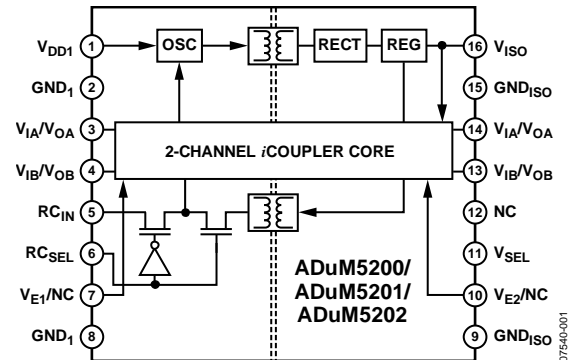 VDD1 1 OSC RECT REG 16 VISO
GND1 2 15 GNDISO
VIA/VOA 3 14 VIA/VOA
2-CHANNEL iCOUPLER CORE
VIB/VOB 4 13 VIB/VOB
RCIN 5 12 NC
RCSEL 6 11 VSEL
ADuM5200/
ADuM5201/
ADuM5202
VE1/NC 7 10 VE2/NC
GND1 8 9 GNDISO
07540-001